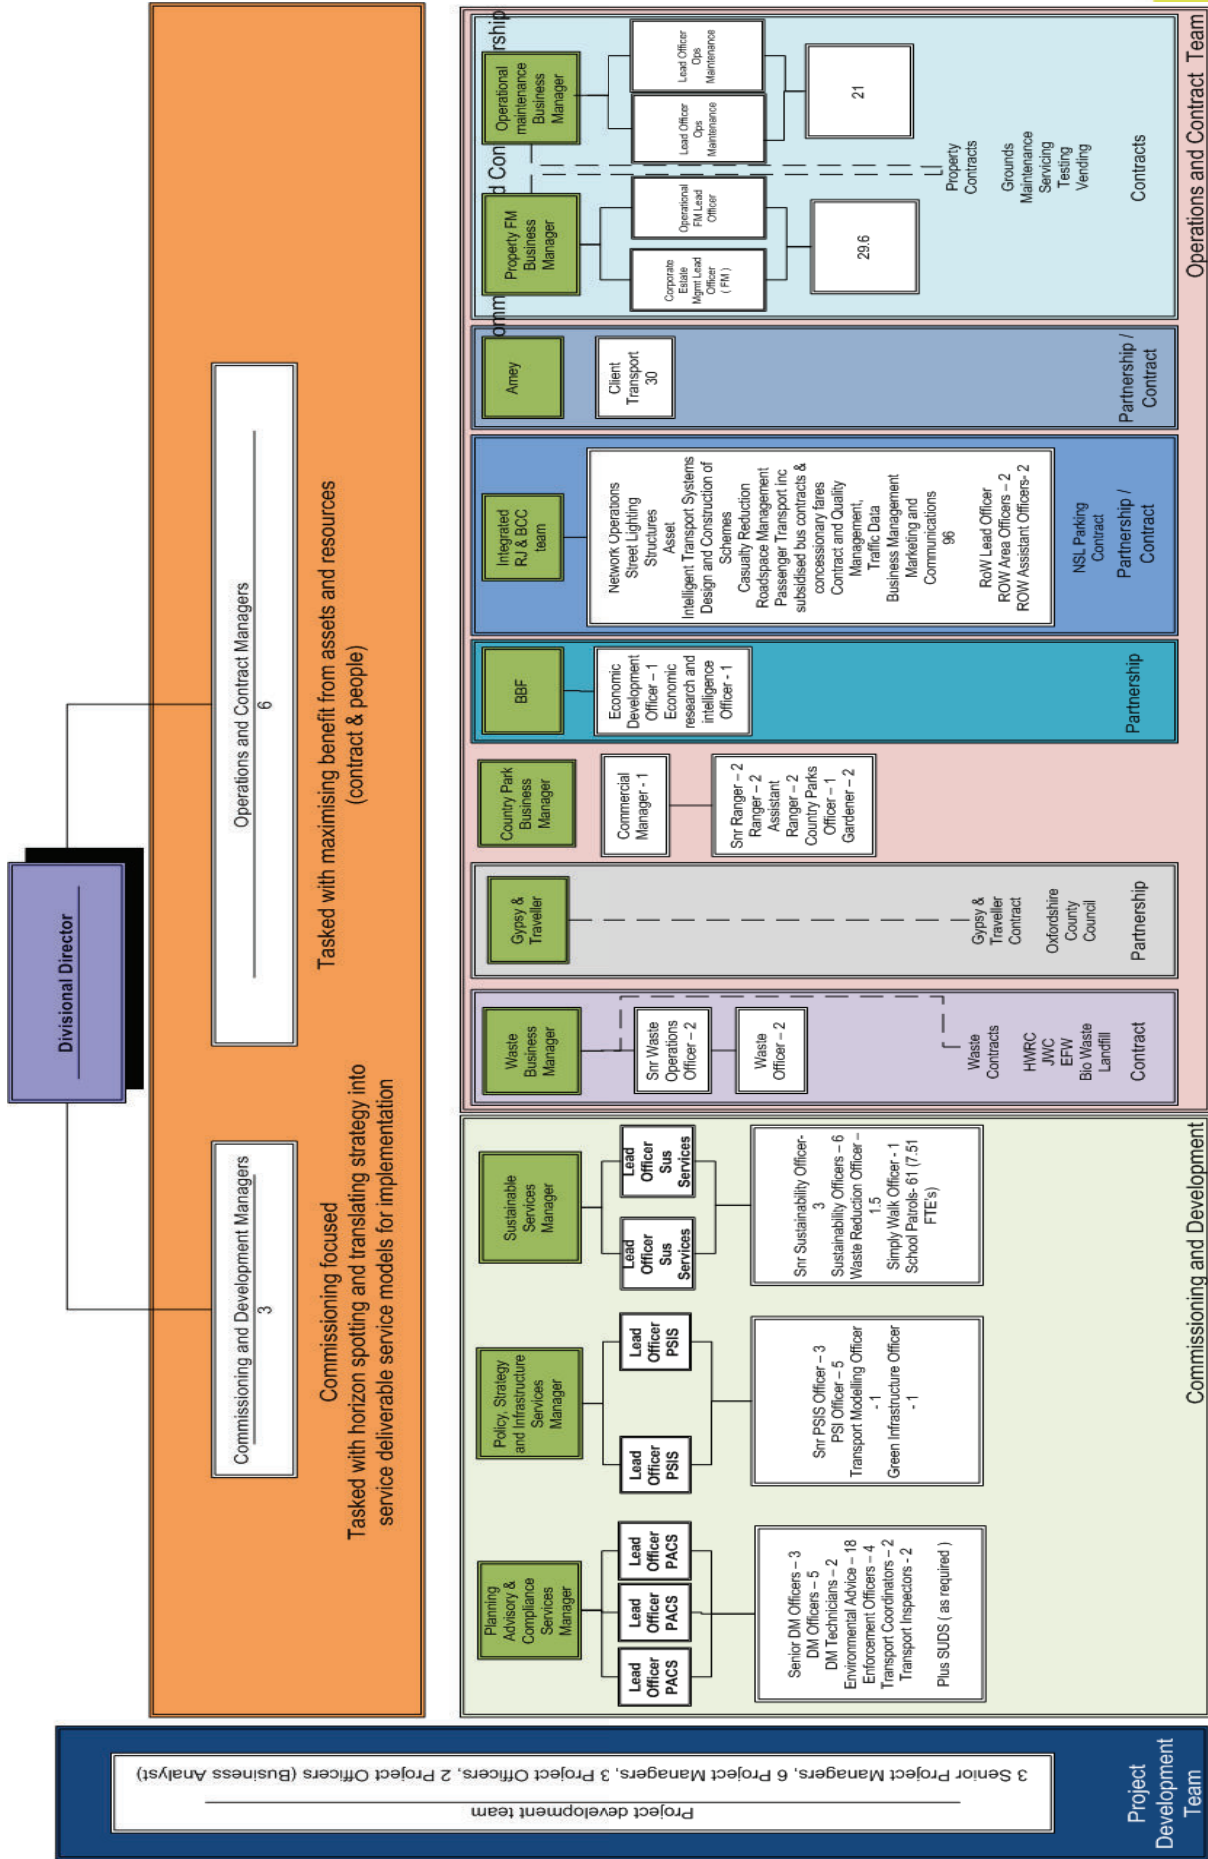 Divisional Director
Commissioning and Development Managers
3
Operations and Contract Managers
6
Commissioning focused
Tasked with horizon spotting and translating strategy into
service deliverable service models for implementation
Tasked with maximising benefit from assets and resources
(contract & people)
Project development team
3 Senior Project Managers, 6 Project Managers, 3 Project Officers, 2 Project Officers (Business Analyst)
Project
Development
Team
Planning
Advisory &
Compliance
Services
Manager
Lead
Officer
PACS
Lead
Officer
PACS
Lead
Officer
PACS
Senior DM Officers – 3
DM Officers – 5
DM Technicians – 2
Environmental Advice – 18
Enforcement Officers – 4
Transport Coordinators – 2
Transport Inspectors - 2
Plus SUDS ( as required )
Policy, Strategy
and Infrastructure
Services
Manager
Lead
Officer
PSIS
Lead
Officer
PSIS
Snr PSIS Officer – 3
PSI Officer – 5
Transport Modelling Officer
- 1
Green Infrastructure Officer
- 1
Sustainable
Services
Manager
Lead
Officer
Sus
Services
Lead
Officer
Sus
Services
Snr Sustainability Officer-
3
Sustainability Officers – 6
Waste Reduction Officer –
1.5
Simply Walk Officer - 1
School Patrols- 61 (7.51
FTE's)
Commissioning and Development
Waste
Business
Manager
Snr Waste
Operations
Officer – 2
Waste
Officer – 2
Waste
Contracts
HWRC
JWC
EFW
Bio Waste
Landfill
Contract
Gypsy &
Traveller
Gypsy &
Traveller
Contract
Oxfordshire
County
Council
Partnership
Country Park
Business
Manager
Commercial
Manager - 1
Snr Ranger – 2
Ranger – 2
Assistant
Ranger – 2
Country Parks
Officer – 1
Gardener – 2
BBF
Economic
Development
Officer – 1
Economic
research and
intelligence
Officer - 1
Partnership
Integrated
RJ & BCC
team
Network Operations
Street Lighting
Structures
Asset
Intelligent Transport Systems
Design and Construction of
Schemes
Casualty Reduction
Roadspace Management
Passenger Transport inc
subsidised bus contracts &
concessionary fares
Contract and Quality
Management,
Traffic Data
Business Management
Marketing and
Communications
96
RoW Lead Officer
ROW Area Officers – 2
ROW Assistant Officers- 2
NSL Parking
Contract
Partnership /
Contract
Amey
Client
Transport
30
Partnership /
Contract
omm
d Con
rship
Property FM
Business
Manager
Corporate
Estate
Mgmt Lead
Officer
( FM )
Operational
FM Lead
Officer
29.6
Operational
maintenance
Business
Manager
Lead Officer
Ops
Maintenance
Lead Officer
Ops
Maintenance
21
Property
Contracts
Grounds
Maintenance
Servicing
Testing
Vending
Contracts
Operations and Contract Team